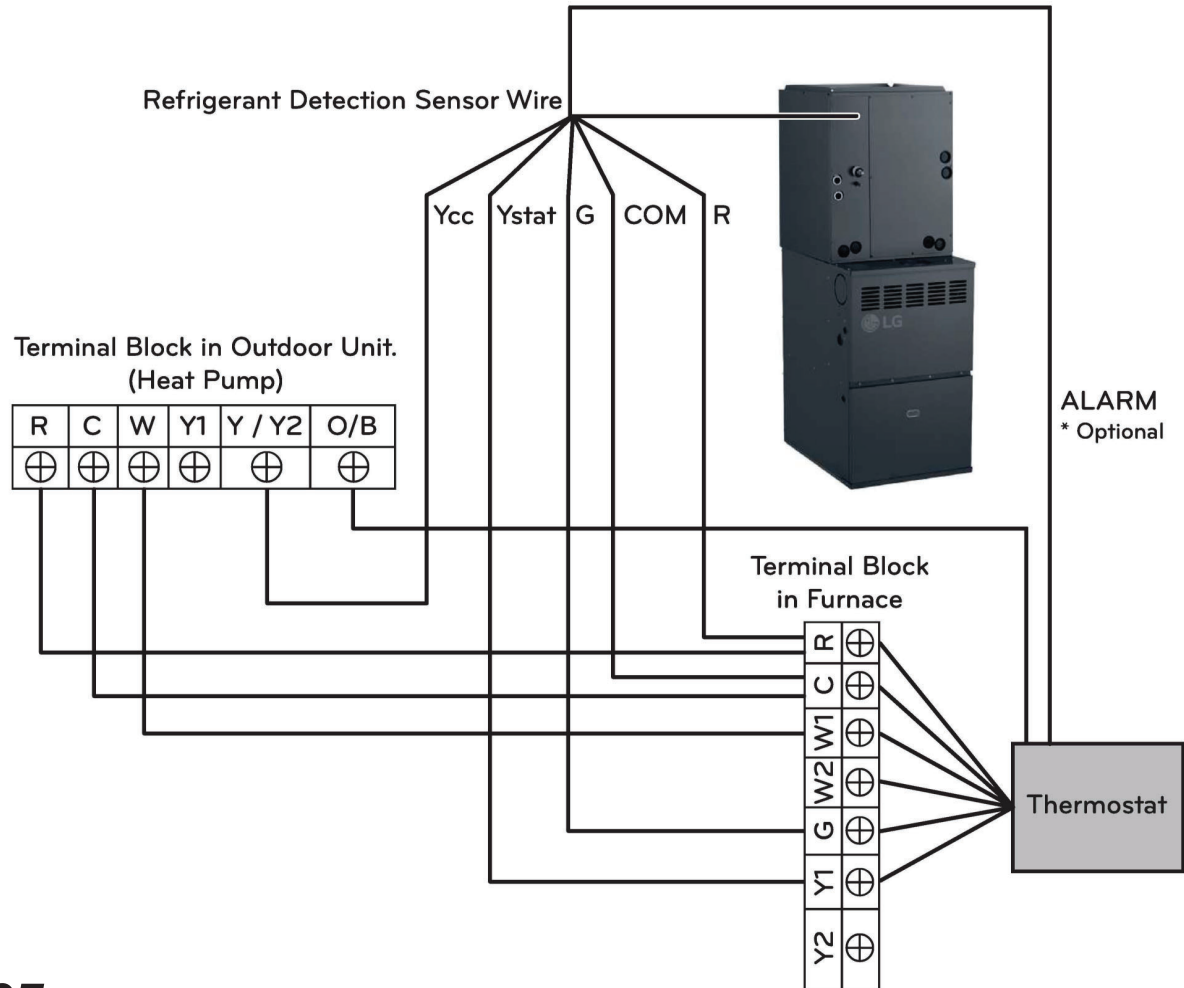 Refrigerant Detection Sensor Wire
Ycc Ystat G COM R
LG
Terminal Block in Outdoor Unit.
(Heat Pump)
R C W Y1 Y / Y2 O/B
ALARM
* Optional
Terminal Block
in Furnace
R
C
W1
W2
G
Y1
Y2
Thermostat